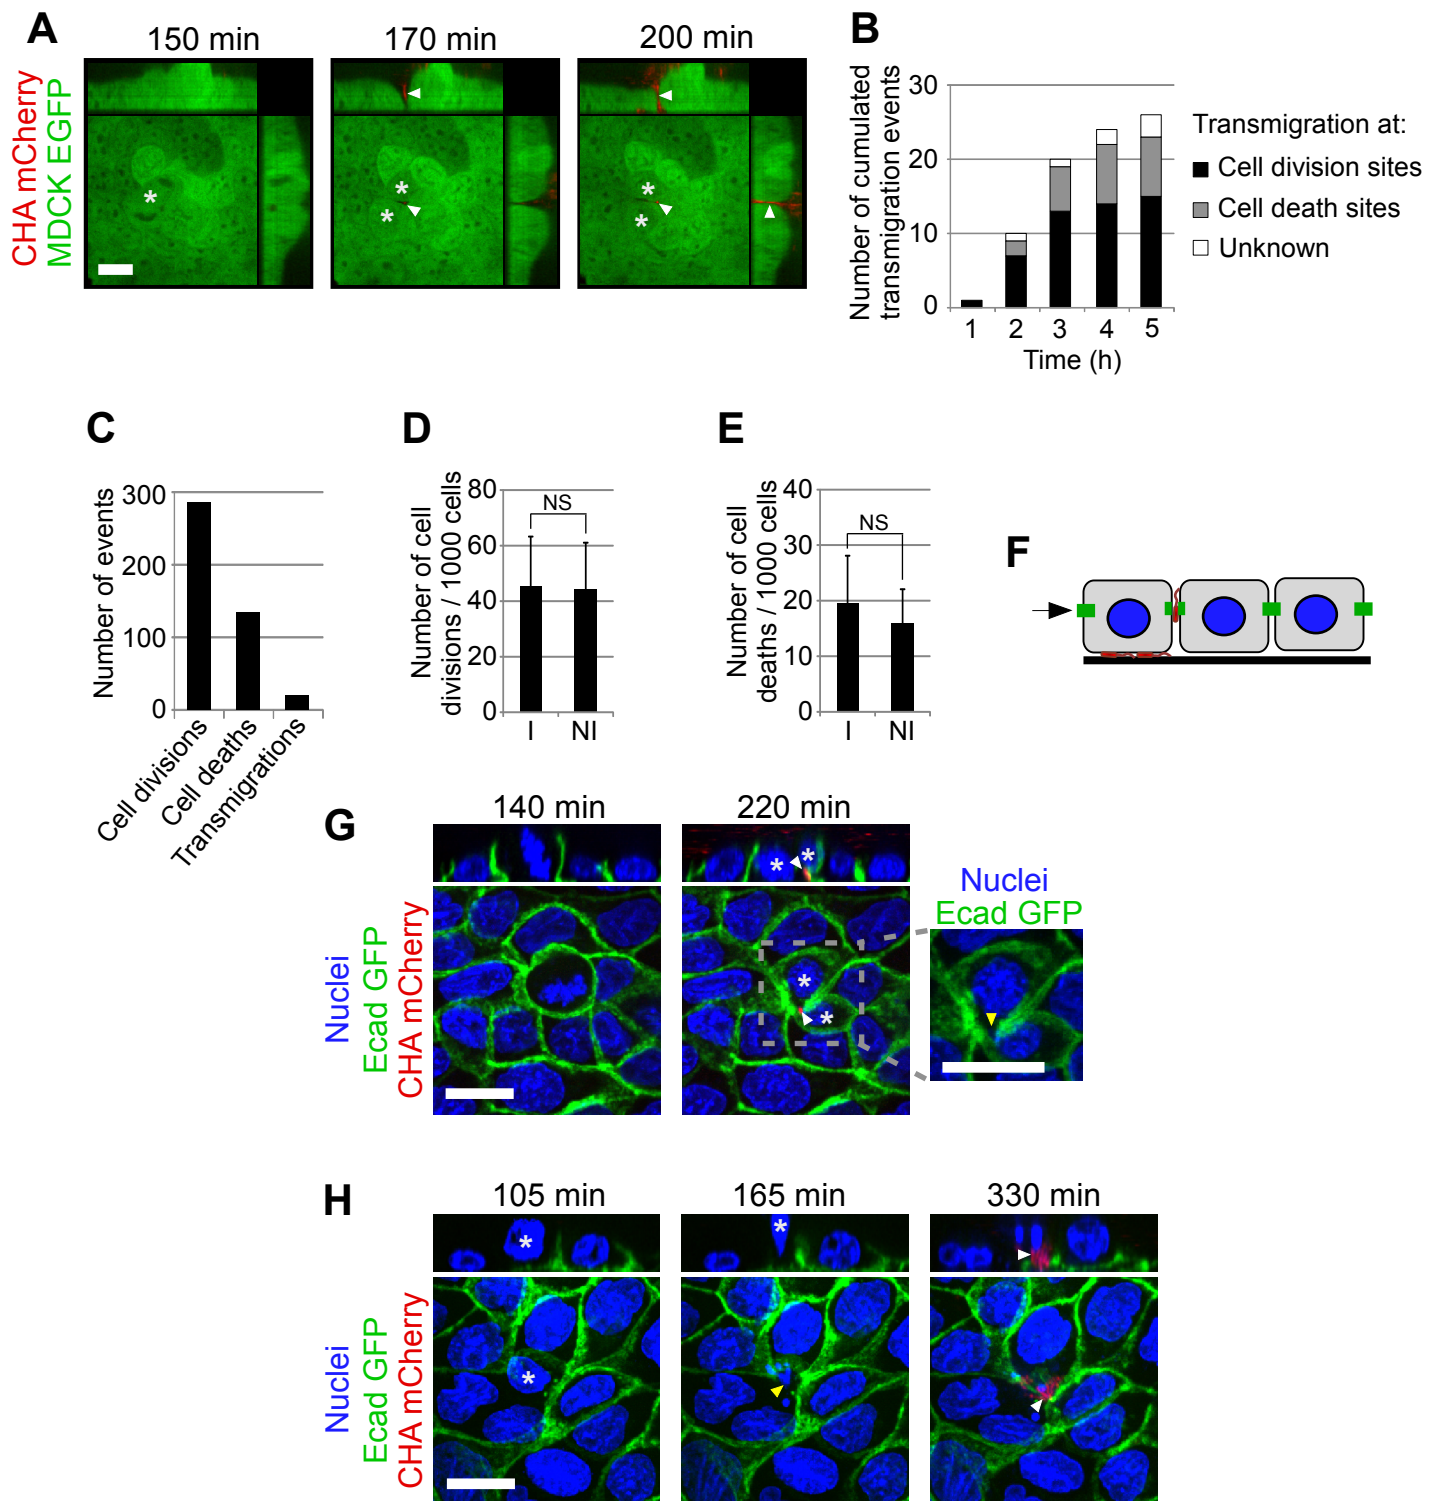 A
150 min
170 min
200 min
CHA mCherry
MDCK EGFP
*
*
*
*
*
B
Number of cumulated
transmigration events
30
20
10
0
1 2 3 4 5
Time (h)
Transmigration at:
Cell division sites
Cell death sites
Unknown
C
Number of events
300
200
100
0
Cell divisions
Cell deaths
Transmigrations
D
Number of cell
divisions / 1000 cells
80
60
40
20
0
NS
I NI
E
Number of cell
deaths / 1000 cells
40
30
20
10
0
NS
I NI
F
G
140 min
220 min
Nuclei
Ecad GFP
CHA mCherry
* *
*
*
Nuclei
Ecad GFP
H
105 min
165 min
330 min
Nuclei
Ecad GFP
CHA mCherry
*
*
*